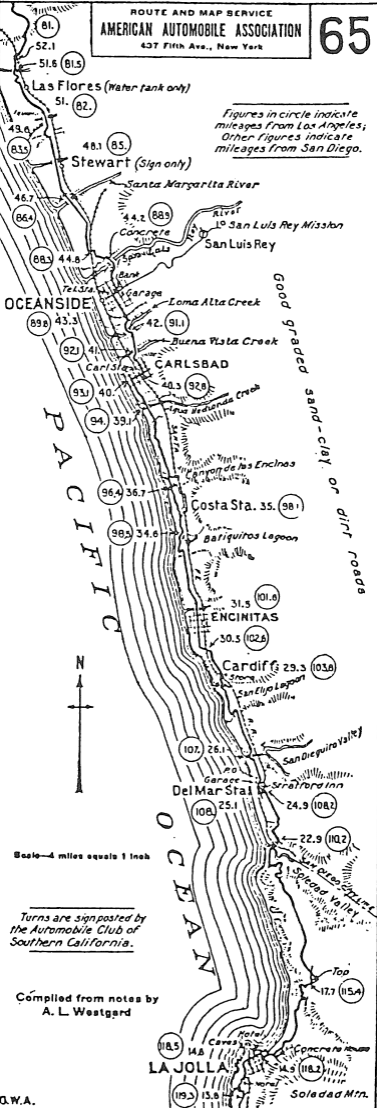 ROUTE AND MAP SERVICE
AMERICAN AUTOMOBILE ASSOCIATION
437 Fifth Ave., New York
65
81.
52.1
51.6 81.5
Las Flores (Water tank only)
51. 82.
Figures in circle indicate
mileages from Los Angeles;
Other figures indicate
mileages from San Diego.
49.6
83.5
48.1 85.
Stewart (Sign only)
Santa Margarita River
46.7
86.4
44.2 88.9
Concrete
River
To San Luis Rey Mission
San Luis Rey
88.3 44.8
Tel. Sta.
Bank
Garage
OCEANSIDE
Loma Alta Creek
89.8 43.3
42. 91.1
Buena Vista Creek
92.1 41.
Carl Sta.
CARLSBAD
93.1 40.
40.3 92.8
Agua Hedionda Creek
94. 39.1
Good graded sand-clay, or dirt roads
SANTA
Canyon de las Encinas
96.4 36.7
Costa Sta. 35. 98.1
98.5 34.6
Batiquitos Lagoon
PACIFIC
31.5 101.6
ENCINITAS
30.5 102.6
N
Cardiff 29.3 103.8
Store
San Elijo Lagoon
R.R.
107. 26.1
San Dieguito Valley
P.O.
Garage
Del Mar Sta.
Stratford Inn
108. 25.1
24.9 108.2
OCEAN
22.9 110.2
Scale—4 miles equals 1 inch
Soledad Valley
Turns are signposted by
the Automobile Club of
Southern California.
Top
17.7 115.4
Compiled from notes by
A. L. Westgard
118.5 14.6
Hotel
Caves
Concrete House
LA JOLLA
14.9 118.2
119.3 13.8
Soledad Mtn.
O.W.A.